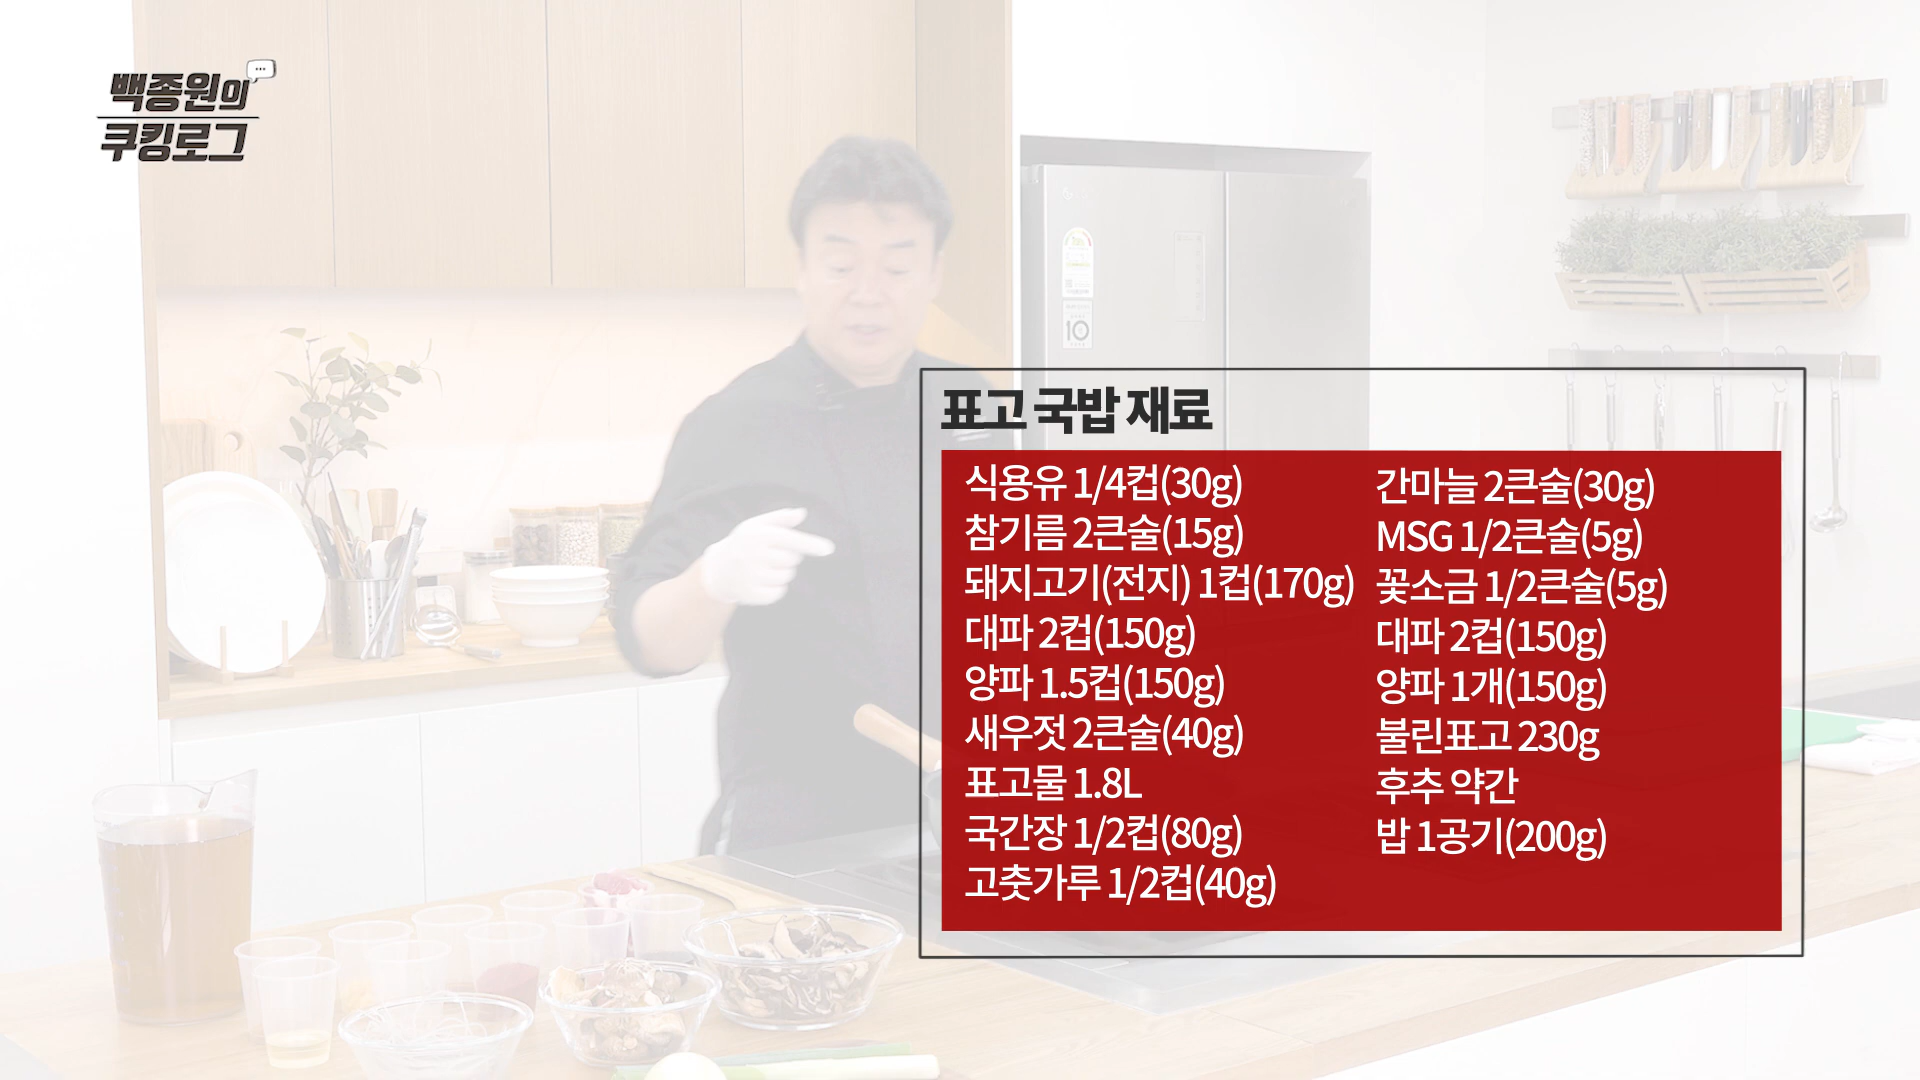 백종원의
쿠킹로그
표고 국밥 재료
식용유 1/4컵(30g)
참기름 2큰술(15g)
돼지고기(전지) 1컵(170g)
대파 2컵(150g)
양파 1.5컵(150g)
새우젓 2큰술(40g)
표고물 1.8L
국간장 1/2컵(80g)
고춧가루 1/2컵(40g)
간마늘 2큰술(30g)
MSG 1/2큰술(5g)
꽃소금 1/2큰술(5g)
대파 2컵(150g)
양파 1개(150g)
불린표고 230g
후추 약간
밥 1공기(200g)
10